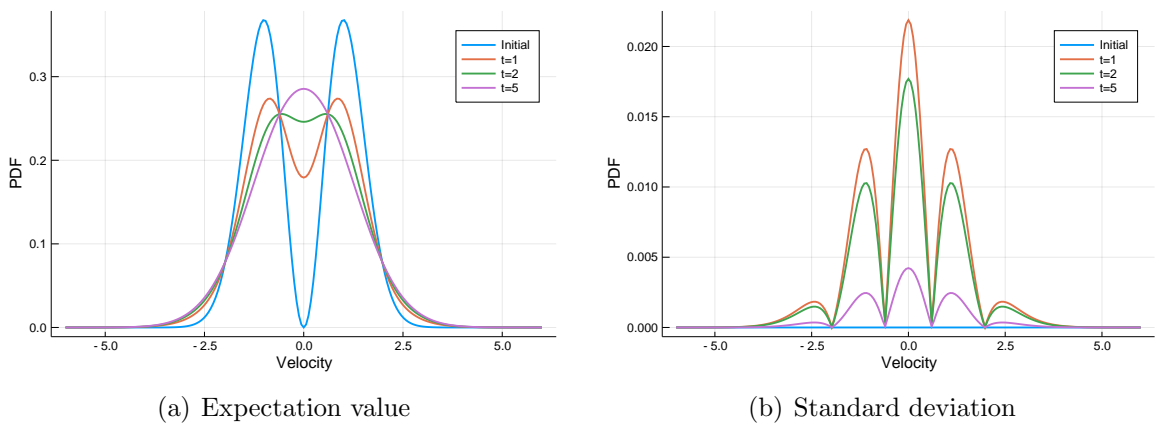 PDF
0.3
0.2
0.1
0.0
- 5.0
- 2.5
0.0
2.5
5.0
Velocity
Initial
t=1
t=2
t=5
(a) Expectation value
PDF
0.020
0.015
0.010
0.005
0.000
- 5.0
- 2.5
0.0
2.5
5.0
Velocity
Initial
t=1
t=2
t=5
(b) Standard deviation